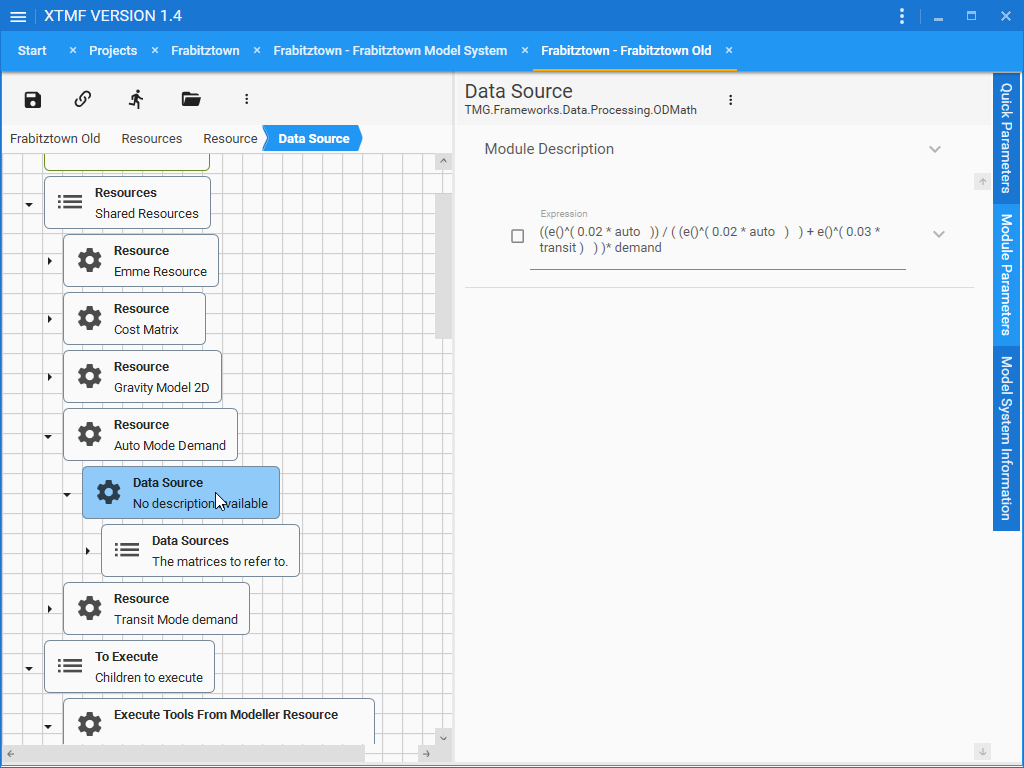 XTMF VERSION 1.4
Start
Projects
Frabitztown
Frabitztown - Frabitztown Model System
Frabitztown - Frabitztown Old
Frabitztown Old
Resources
Resource
Data Source
Resources
Shared Resources
Resource
Emme Resource
Resource
Cost Matrix
Resource
Gravity Model 2D
Resource
Auto Mode Demand
Data Source
No description available
Data Sources
The matrices to refer to.
Resource
Transit Mode demand
To Execute
Children to execute
Execute Tools From Modeller Resource
Data Source
TMG.Frameworks.Data.Processing.ODMath
Module Description
Expression
((e()^( 0.02 * auto   )) / ( (e()^( 0.02 * auto   )   ) + e()^( 0.03 *
transit )   ) )* demand
Quick Parameters
Module Parameters
Model System Information